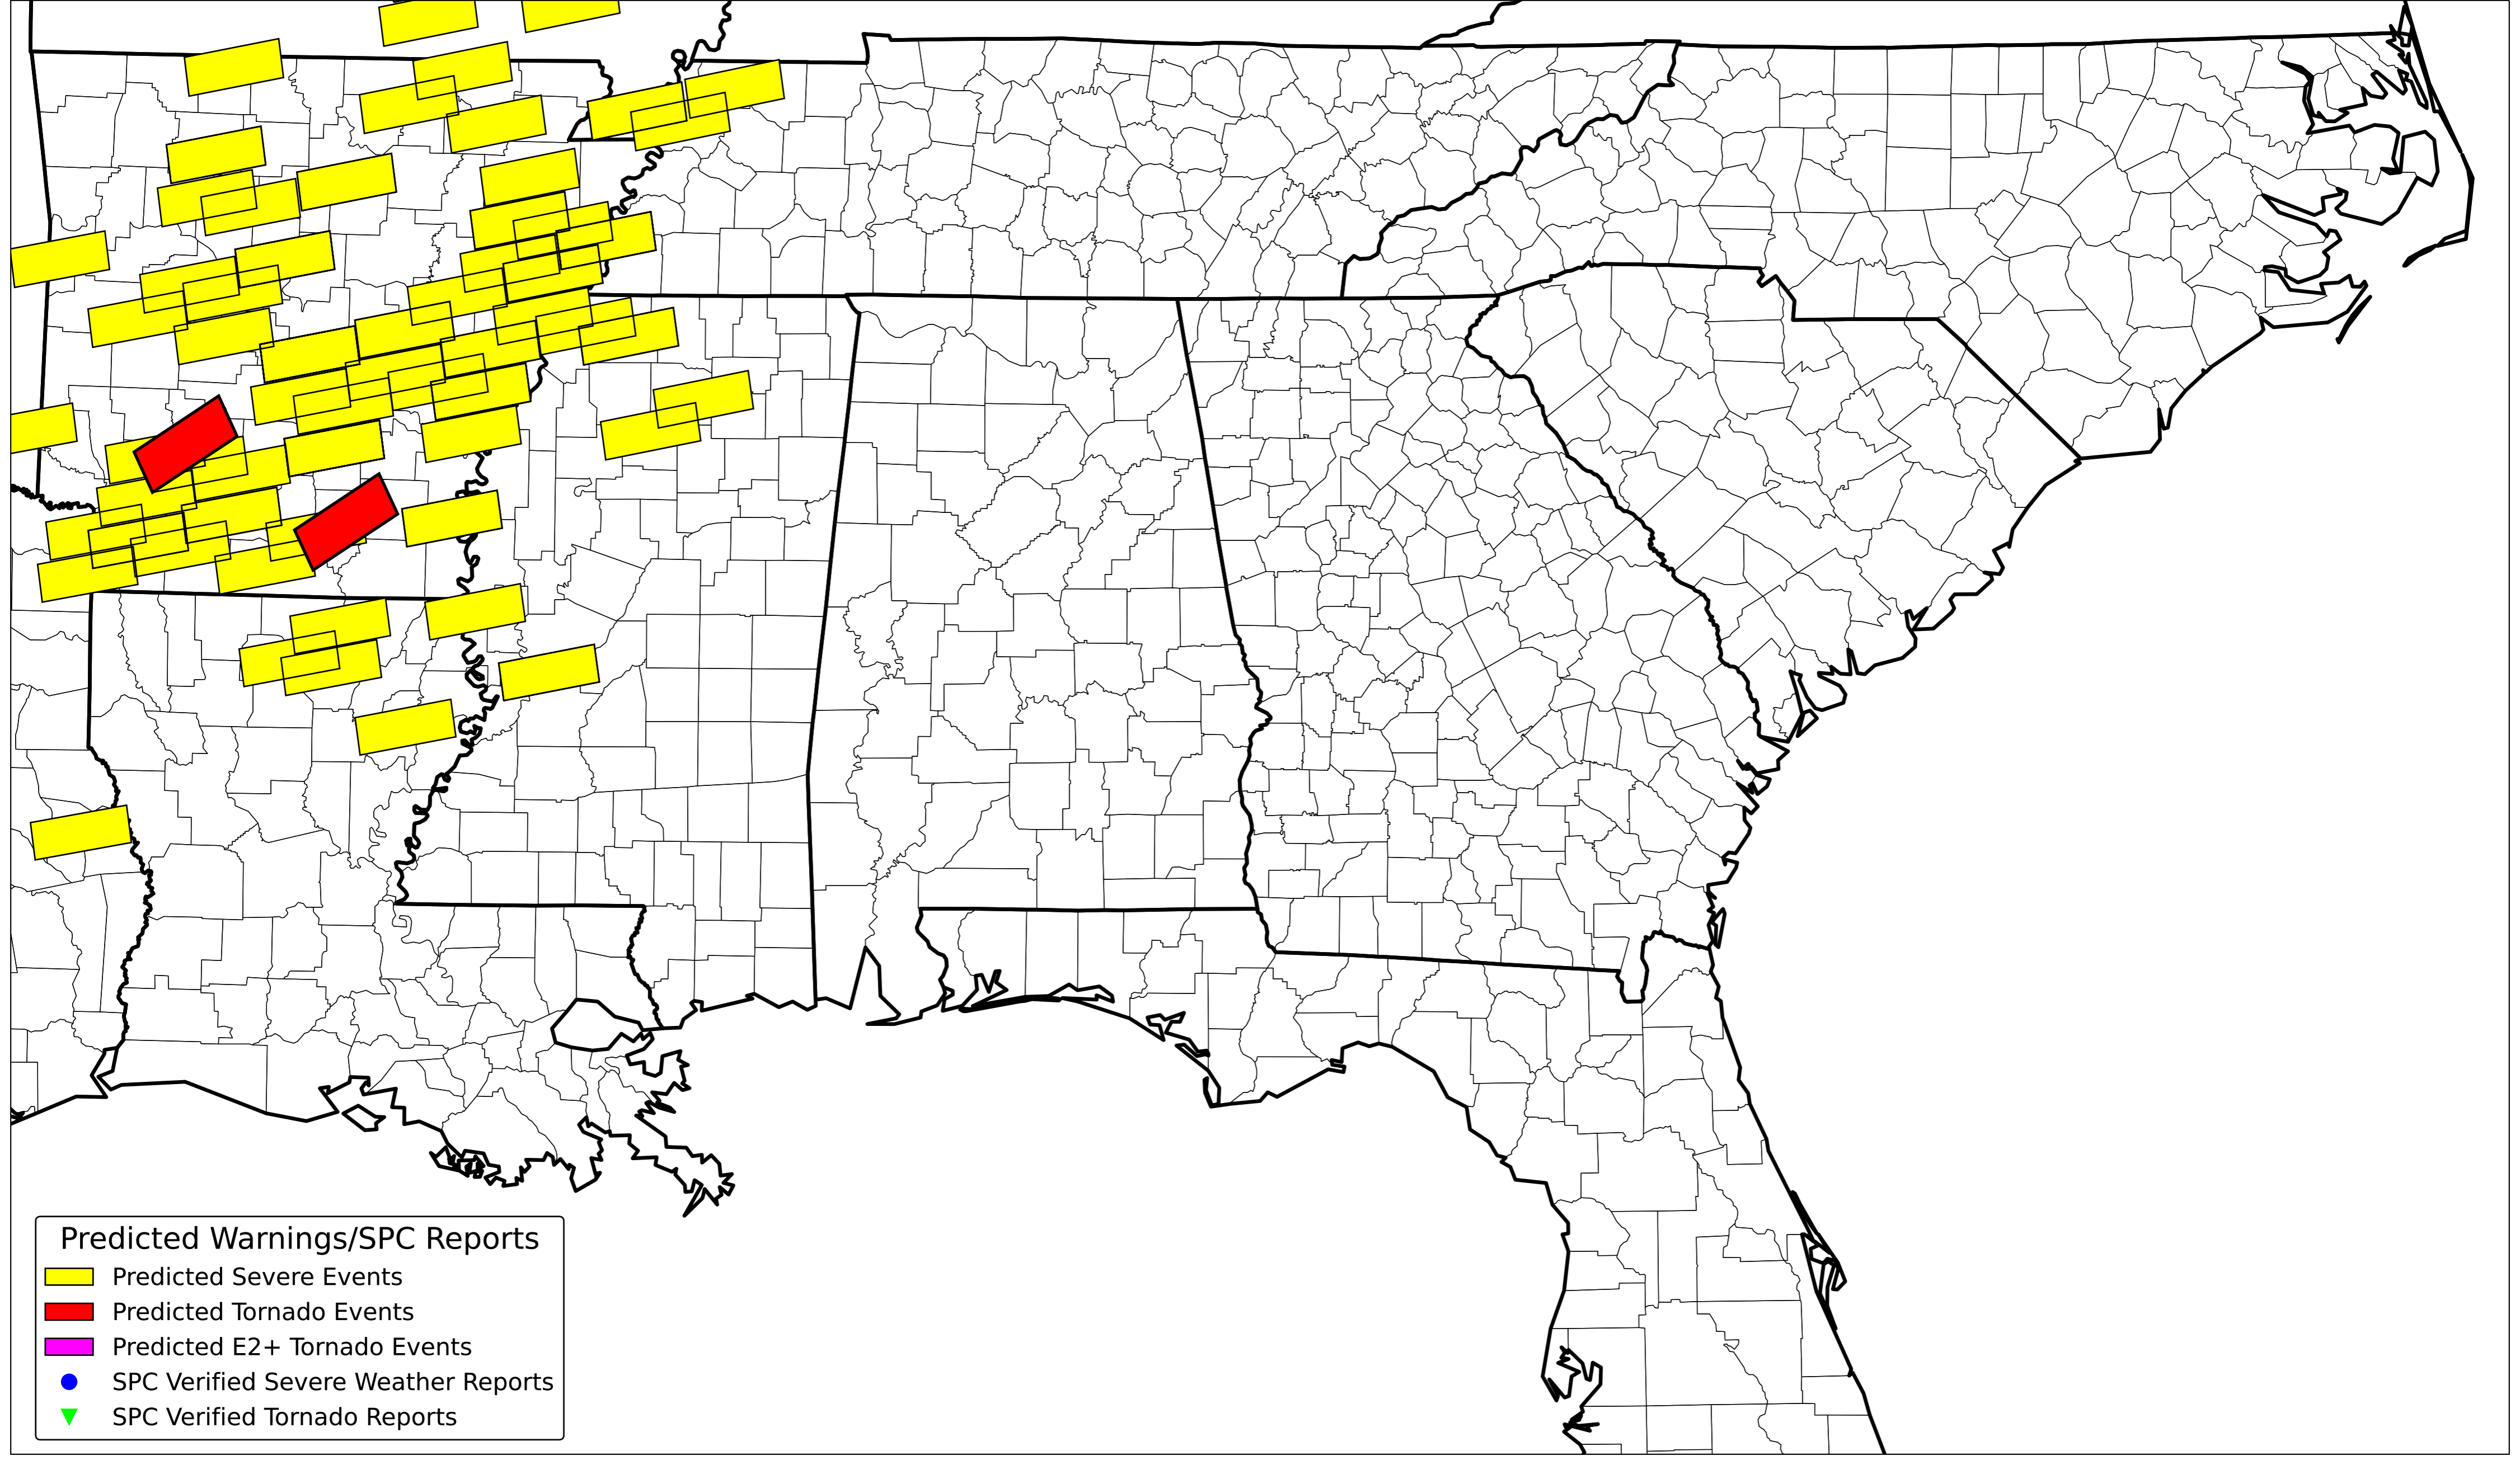 Predicted Warnings/SPC Reports
Predicted Severe Events
Predicted Tornado Events
Predicted E2+ Tornado Events
SPC Verified Severe Weather Reports
SPC Verified Tornado Reports